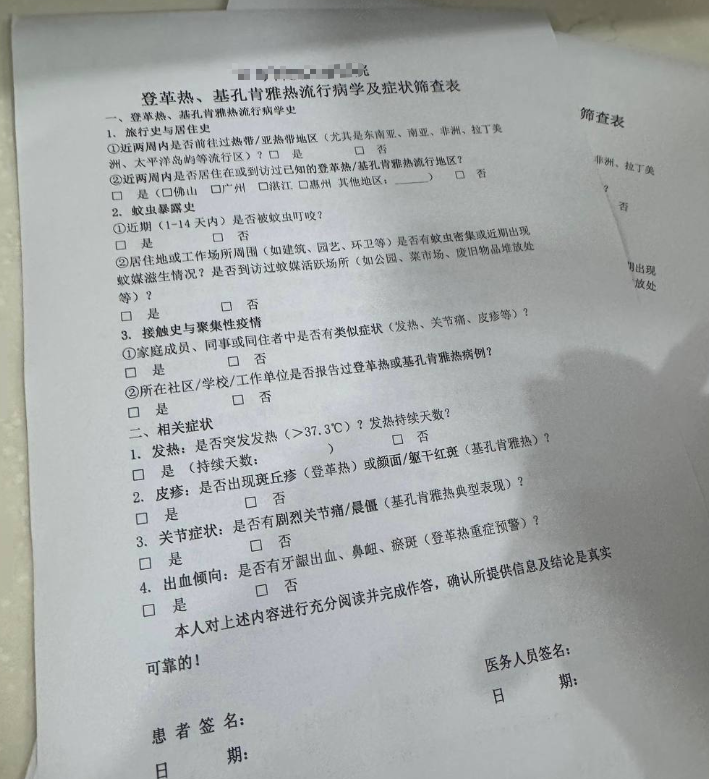 院
登革热、基孔肯雅热流行病学及症状筛查表
一、登革热、基孔肯雅热流行病学史
1. 旅行史与居住史
①近两周内是否前往过热带/亚热带地区（尤其是东南亚、南亚、非洲、拉丁美
洲、太平洋岛屿等流行区）？□ 是 □ 否
②近两周内是否居住在或到访过已知的登革热/基孔肯雅热流行地区？
□ 是（□佛山 □广州 □湛江 □惠州 其他地区：_____） □ 否
2. 蚊虫暴露史
①近期（1-14 天内）是否被蚊虫叮咬？
□ 是 □ 否
②居住地或工作场所周围（如建筑、园艺、环卫等）是否有蚊虫密集或近期出现
蚊媒滋生情况？是否到访过蚊媒活跃场所（如公园、菜市场、废旧物品堆放处
等）？
□ 是 □ 否
3. 接触史与聚集性疫情
①家庭成员、同事或同住者中是否有类似症状（发热、关节痛、皮疹等）？
□ 是 □ 否
②所在社区/学校/工作单位是否报告过登革热或基孔肯雅热病例？
□ 是 □ 否
二、相关症状
1. 发热：是否突发发热（＞37.3℃）？发热持续天数？
□ 是（持续天数： ） □ 否
2. 皮疹：是否出现斑丘疹（登革热）或颜面/躯干红斑（基孔肯雅热）？
□ 是 □ 否
3. 关节症状：是否有剧烈关节痛/晨僵（基孔肯雅热典型表现）？
□ 是 □ 否
4. 出血倾向：是否有牙龈出血、鼻衄、瘀斑（登革热重症预警）？
□ 是 □ 否
本人对上述内容进行充分阅读并完成作答，确认所提供信息及结论是真实
可靠的！
患 者 签 名： 医务人员签名：
日 期： 日 期：
筛查表
非洲、拉丁美
？
否
期出现
放处